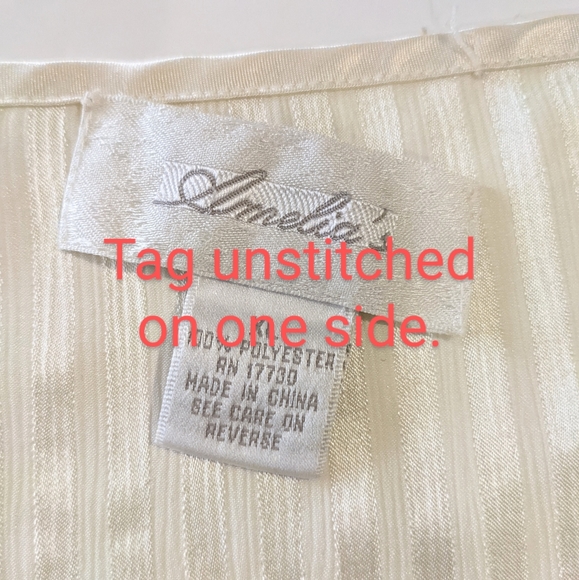 Amelia's
Tag unstitched
on one side.
100% POLYESTER
RN 17730
MADE IN CHINA
SEE CARE ON
REVERSE